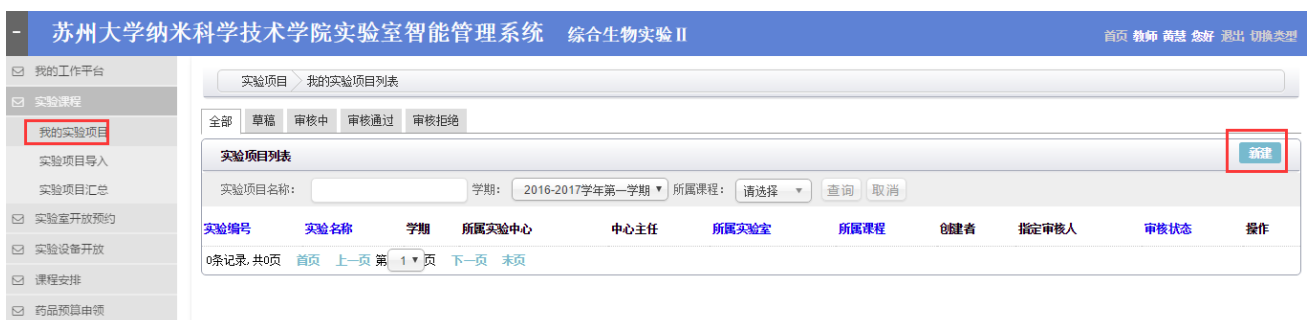 苏州大学纳米科学技术学院实验室智能管理系统 综合生物实验II
首页 教师 黄慧 您好 退出 切换类型
我的工作平台
实验课程
我的实验项目
实验项目导入
实验项目汇总
实验室开放预约
实验设备开放
课程安排
药品预算申领
实验项目 我的实验项目列表
全部 草稿 审核中 审核通过 审核拒绝
实验项目列表 新建
实验项目名称: 学期: 2016-2017学年第一学期 所属课程: 请选择 查询 取消
实验编号 实验名称 学期 所属实验中心 中心主任 所属实验室 所属课程 创建者 指定审核人 审核状态 操作
0条记录,共0页 首页 上一页 第 1 页 下一页 末页